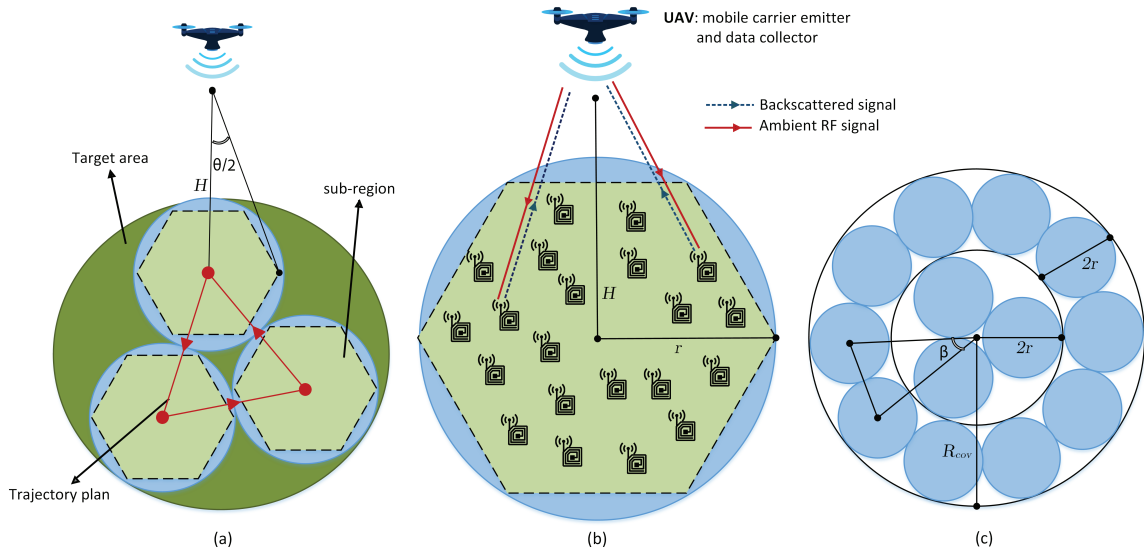 UAV: mobile carrier emitter
and data collector
Backscattered signal
Ambient RF signal
Target area
θ/2
H
sub-region
Trajectory plan
(a)
H
r
(b)
2r
2r
β
R_cov
(c)